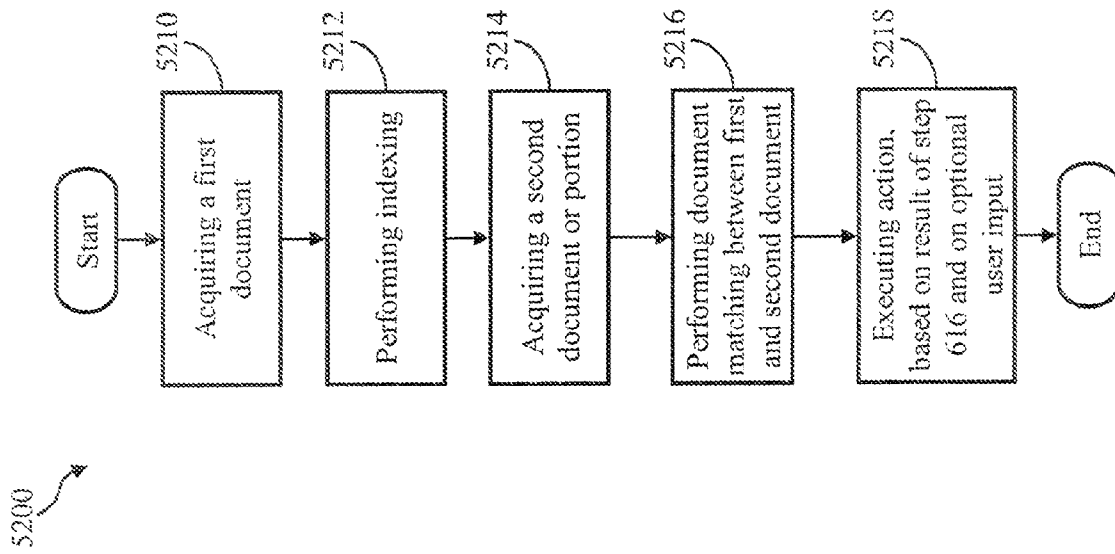 5200
Start
5210
Acquiring a first
document
5212
Performing indexing
5214
Acquiring a second
document or portion
5216
Performing document
matching between first
and second document
5218
Executing action,
based on result of step
616 and on optional
user input
End